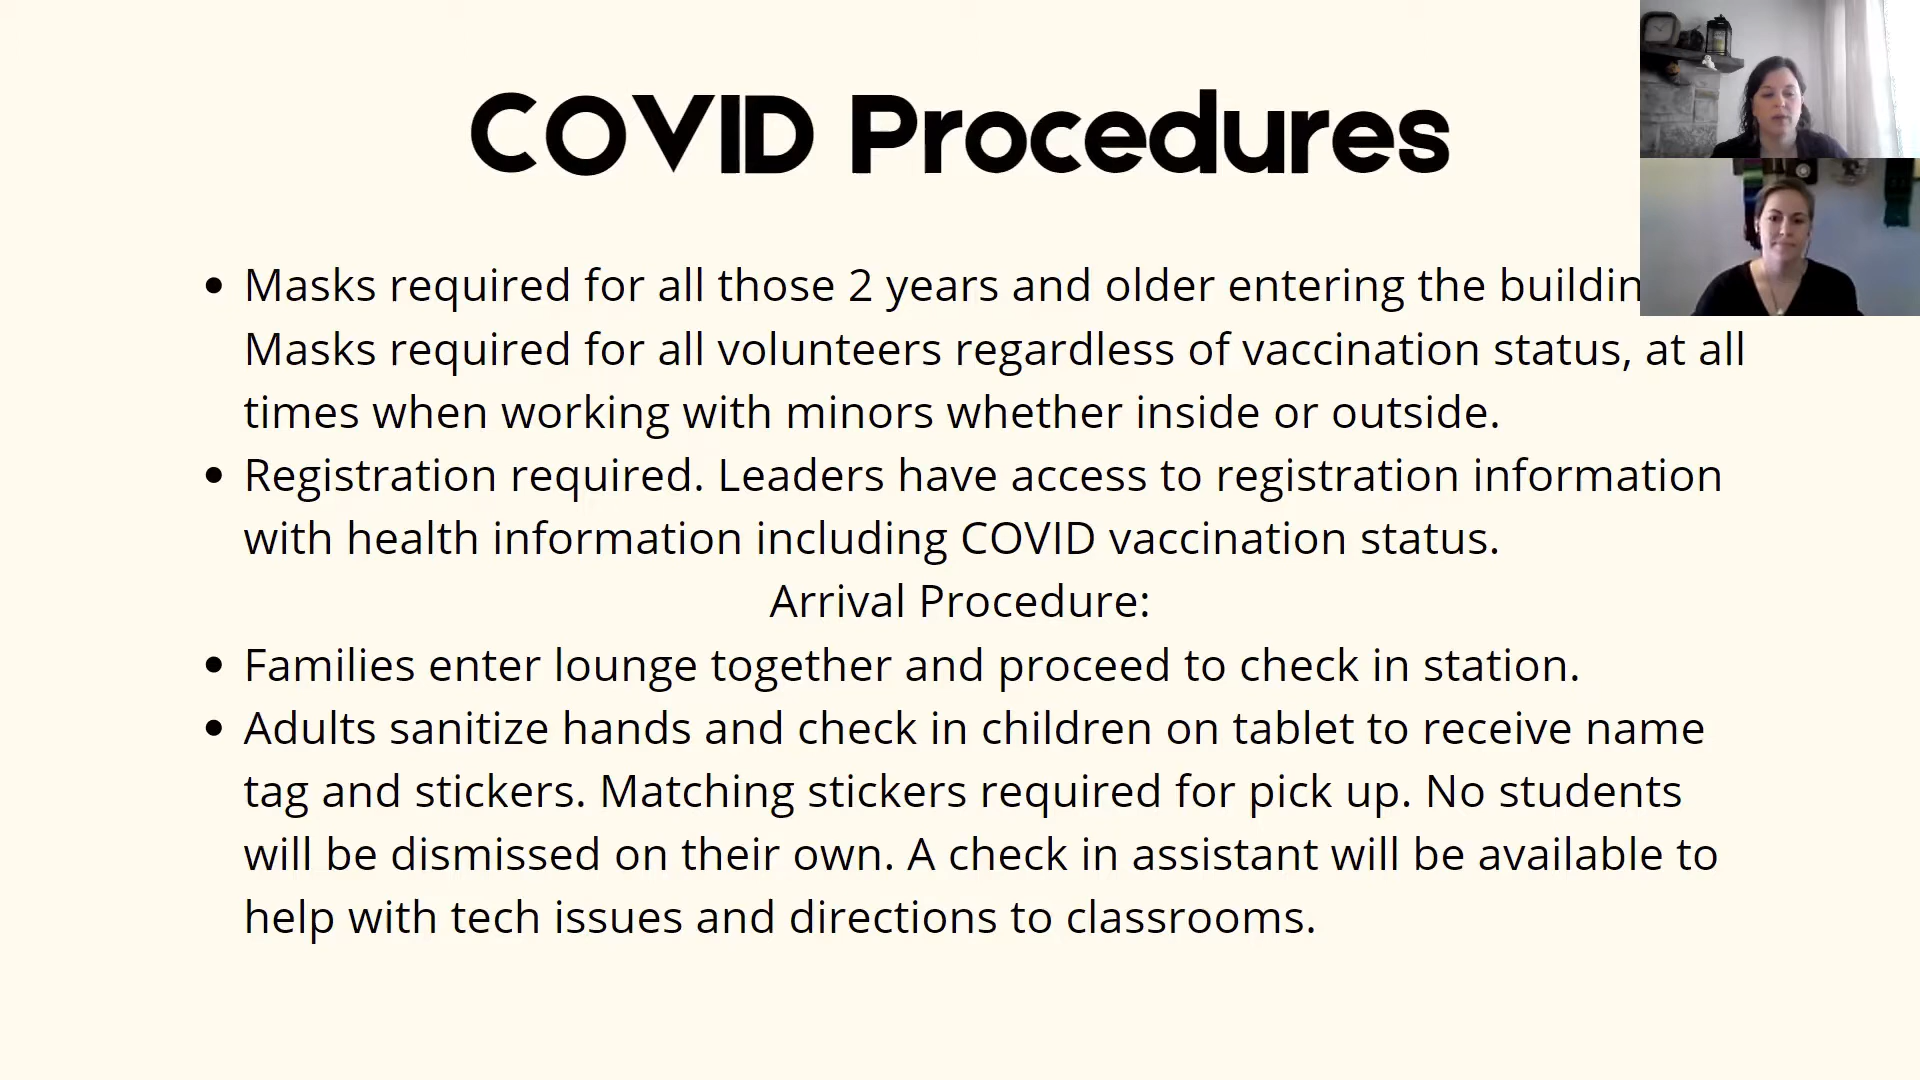 COVID Procedures
• Masks required for all those 2 years and older entering the buildin
Masks required for all volunteers regardless of vaccination status, at all
times when working with minors whether inside or outside.
• Registration required. Leaders have access to registration information
with health information including COVID vaccination status.
Arrival Procedure:
• Families enter lounge together and proceed to check in station.
• Adults sanitize hands and check in children on tablet to receive name
tag and stickers. Matching stickers required for pick up. No students
will be dismissed on their own. A check in assistant will be available to
help with tech issues and directions to classrooms.